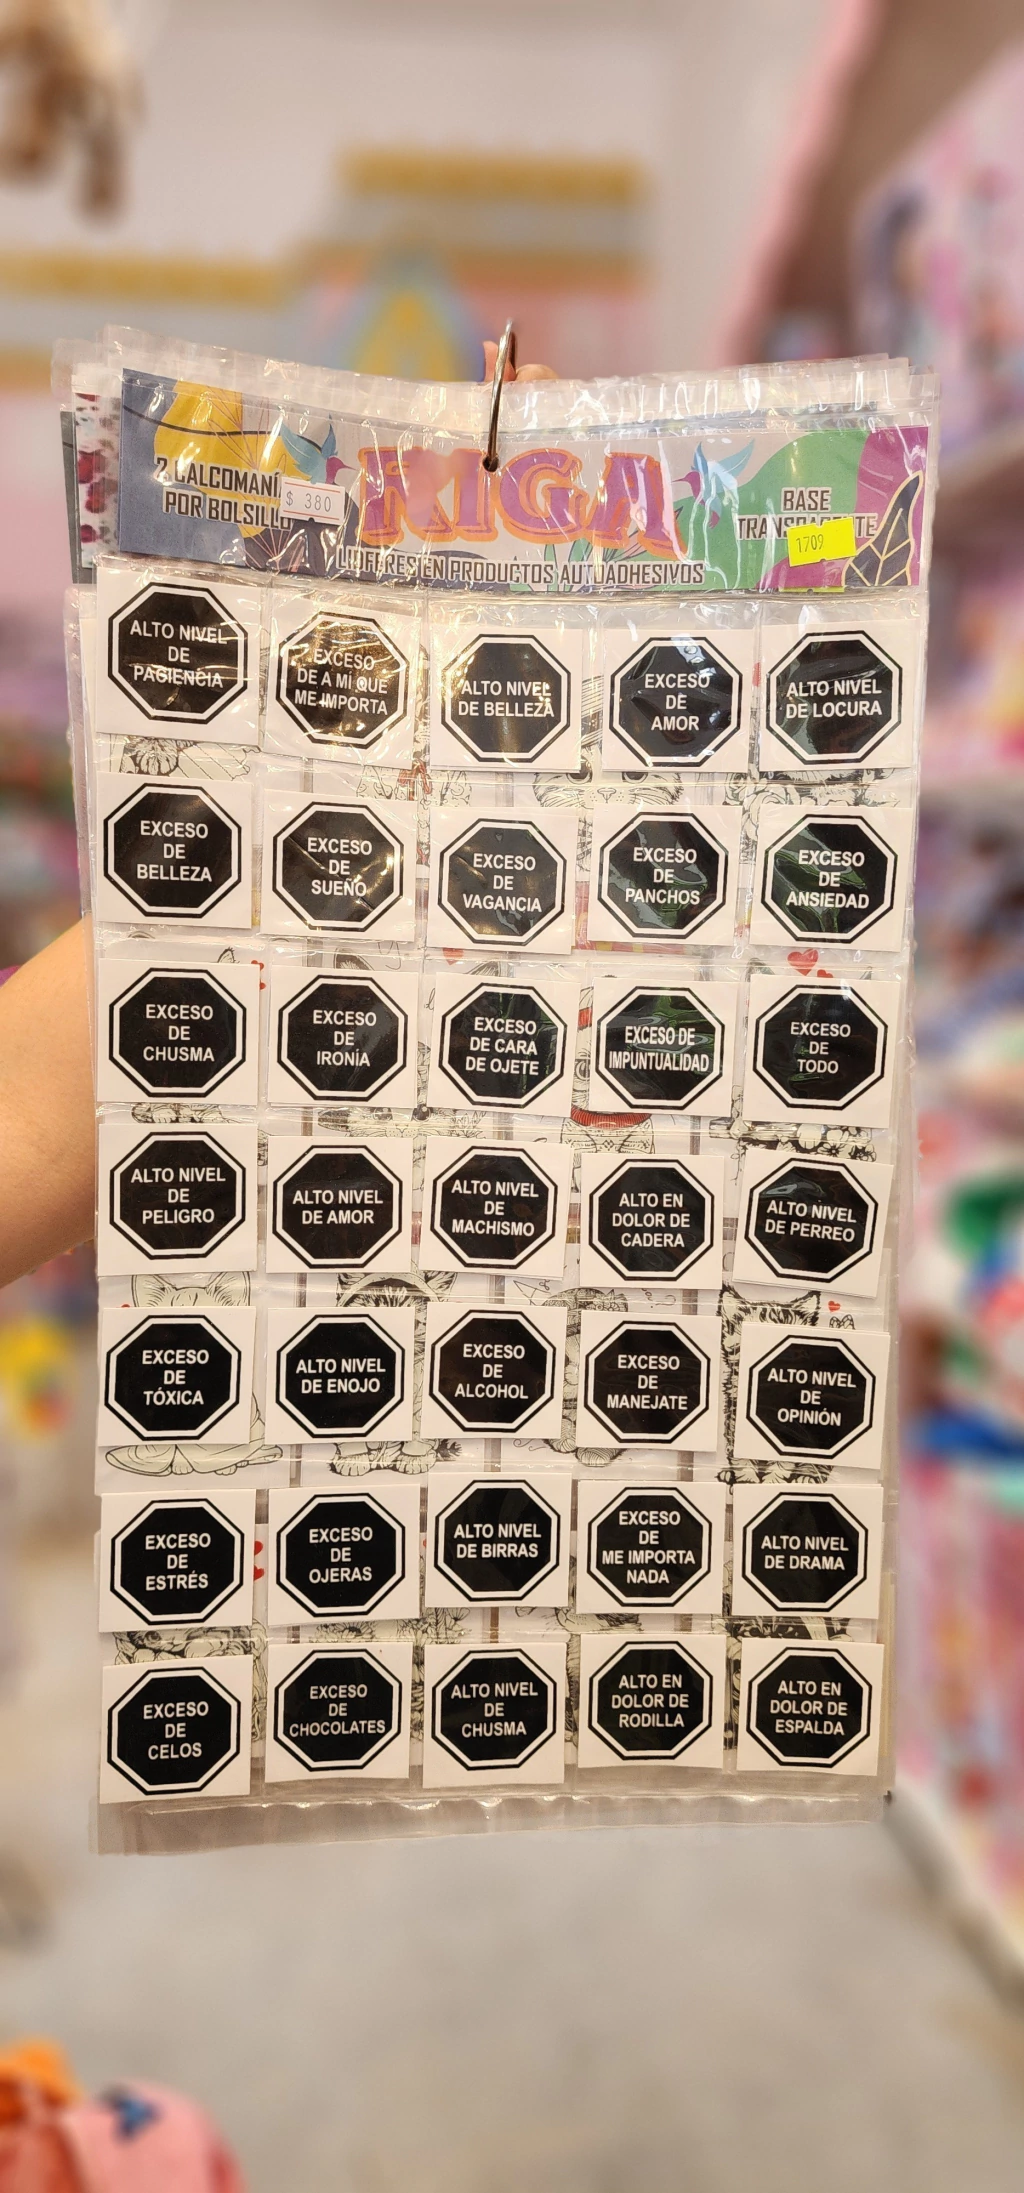 2 CALCOMANÍ
POR BOLSILLO
$ 380
RIGA
BASE
TRANSPARENTE
1709
LIDERES EN PRODUCTOS AUTOADHESIVOS
ALTO NIVEL
DE
PACIENCIA
EXCESO
DE A MI QUE
ME IMPORTA
ALTO NIVEL
DE BELLEZA
EXCESO
DE
AMOR
ALTO NIVEL
DE LOCURA
EXCESO
DE
BELLEZA
EXCESO
DE
SUEÑO
EXCESO
DE
VAGANCIA
EXCESO
DE
PANCHOS
EXCESO
DE
ANSIEDAD
EXCESO
DE
CHUSMA
EXCESO
DE
IRONÍA
EXCESO
DE CARA
DE OJETE
EXCESO DE
IMPUNTUALIDAD
EXCESO
DE
TODO
ALTO NIVEL
DE
PELIGRO
ALTO NIVEL
DE AMOR
ALTO NIVEL
DE
MACHISMO
ALTO EN
DOLOR DE
CADERA
ALTO NIVEL
DE PERREO
EXCESO
DE
TÓXICA
ALTO NIVEL
DE ENOJO
EXCESO
DE
ALCOHOL
EXCESO
DE
MANEJATE
ALTO NIVEL
DE
OPINIÓN
EXCESO
DE
ESTRÉS
EXCESO
DE
OJERAS
ALTO NIVEL
DE BIRRAS
EXCESO
DE
ME IMPORTA
NADA
ALTO NIVEL
DE DRAMA
EXCESO
DE
CELOS
EXCESO
DE
CHOCOLATES
ALTO NIVEL
DE
CHUSMA
ALTO EN
DOLOR DE
RODILLA
ALTO EN
DOLOR DE
ESPALDA